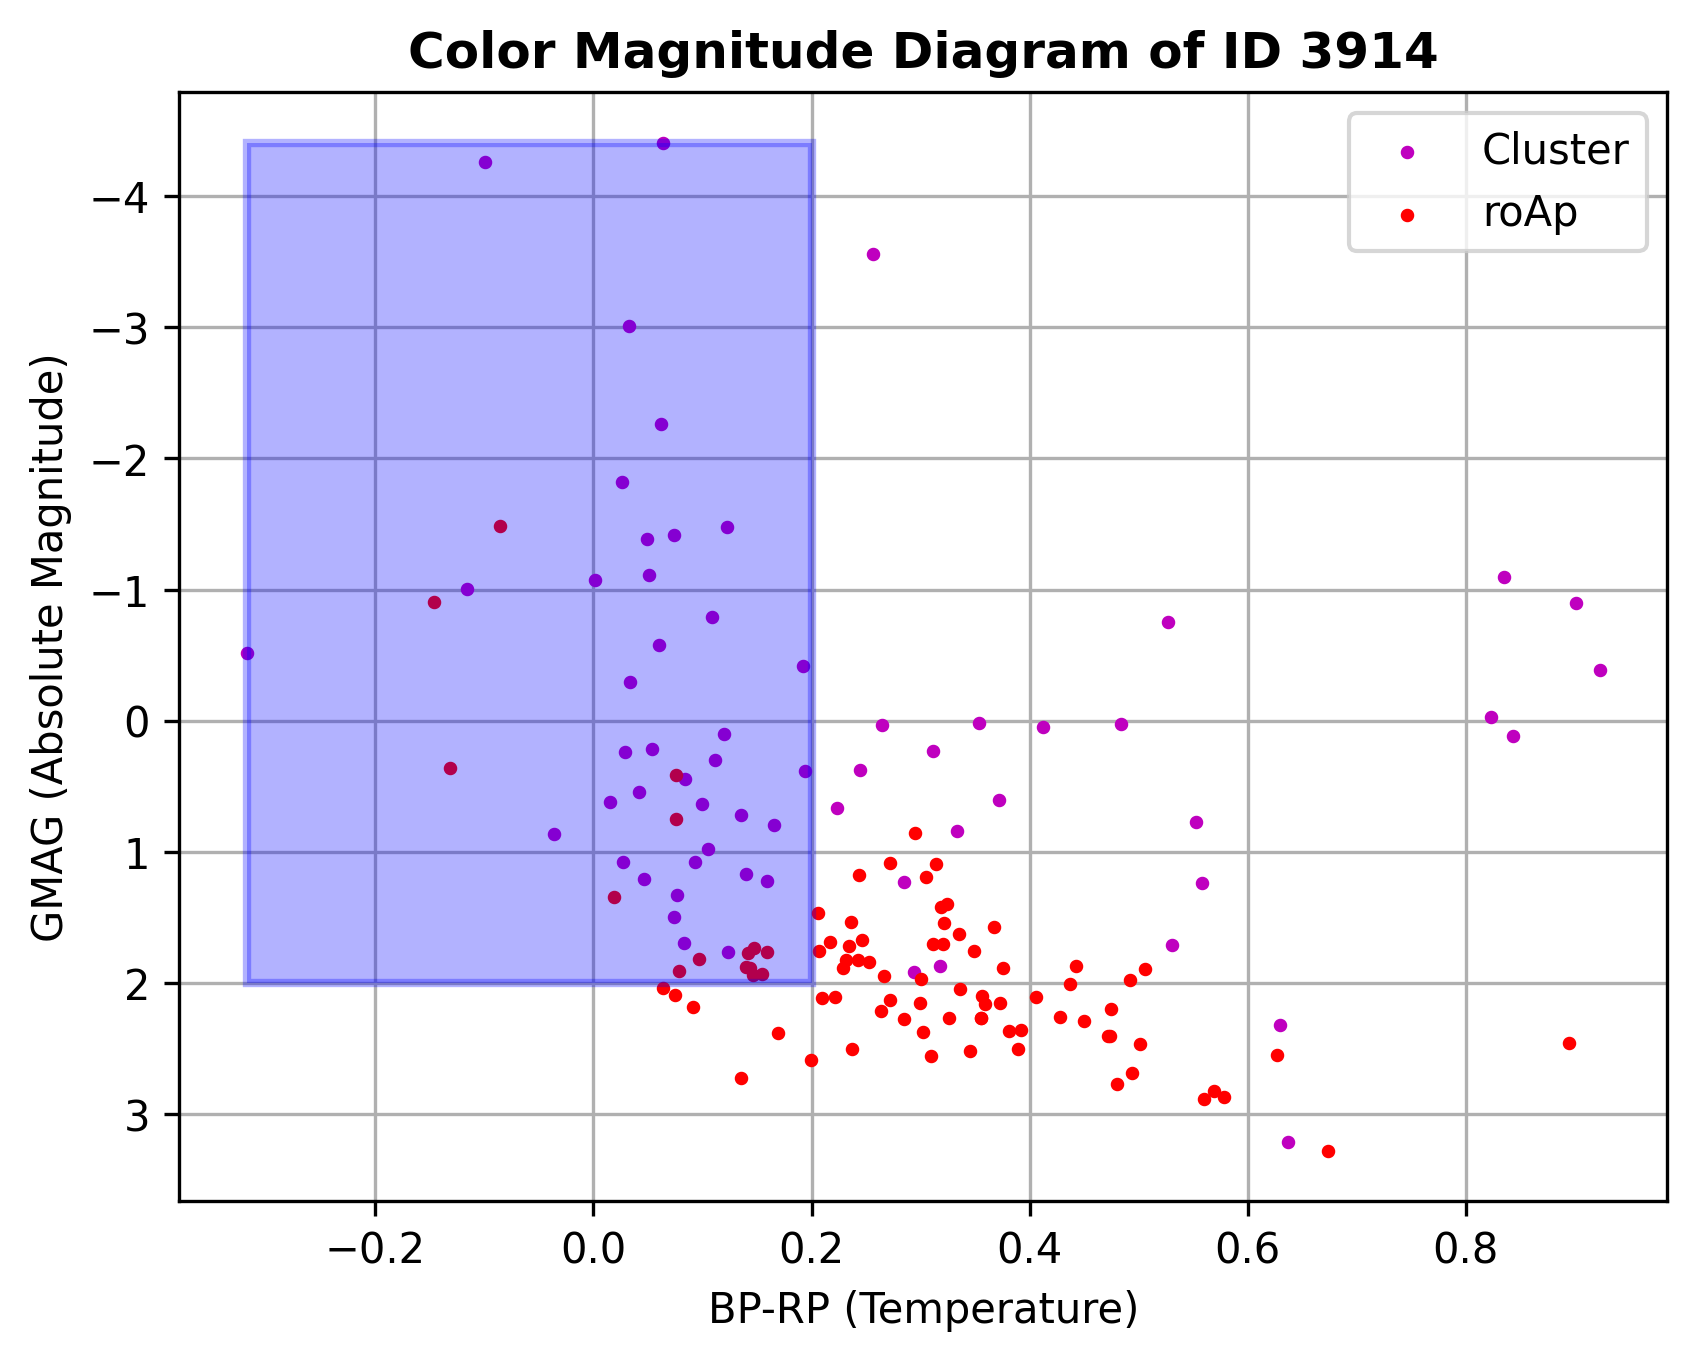 Color Magnitude Diagram of ID 3914
Cluster
roAp
GMAG (Absolute Magnitude)
−4
−3
−2
−1
0
1
2
3
−0.2 0.0 0.2 0.4 0.6 0.8
BP-RP (Temperature)